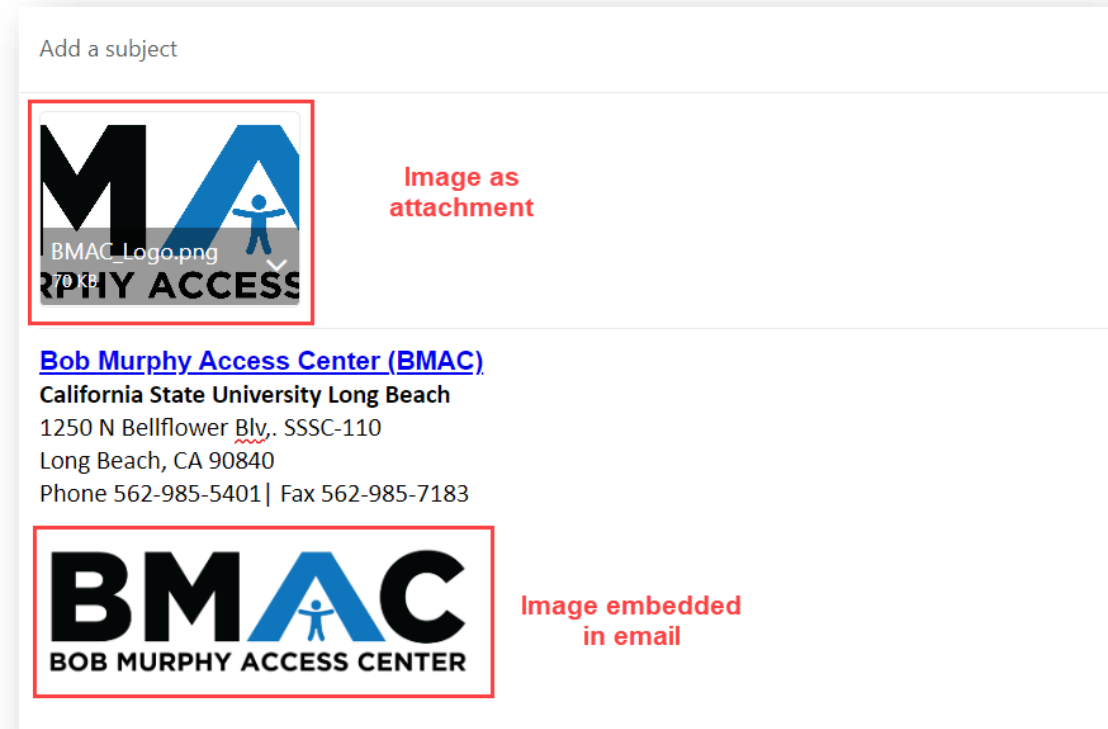 Add a subject
MA
BMAC_Logo.png
70 KB
RPHY ACCESS
Image as
attachment
Bob Murphy Access Center (BMAC)
California State University Long Beach
1250 N Bellflower Blv,. SSSC-110
Long Beach, CA 90840
Phone 562-985-5401| Fax 562-985-7183
BMAC
BOB MURPHY ACCESS CENTER
Image embedded
in email